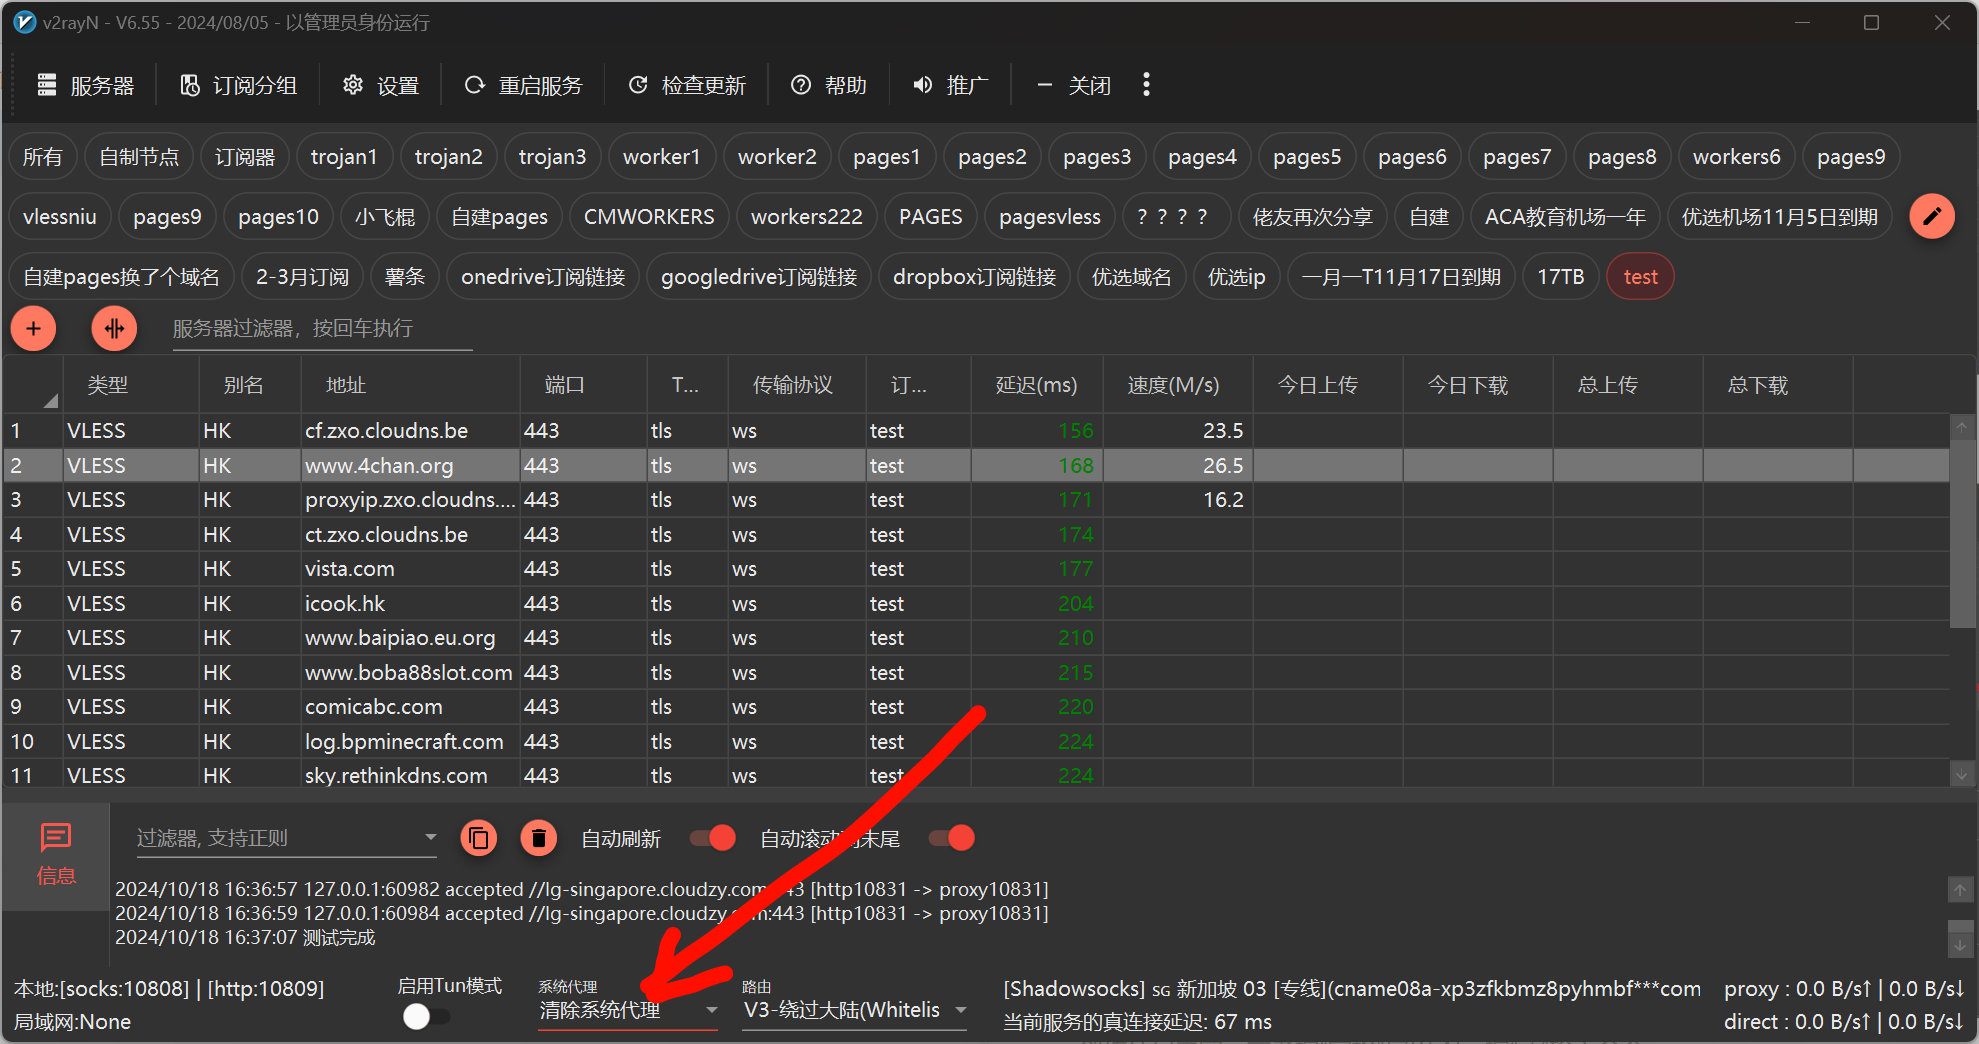 v2rayN - V6.55 - 2024/08/05 - 以管理员身份运行
服务器 订阅分组 设置 重启服务 检查更新 帮助 推广 关闭
所有 自制节点 订阅器 trojan1 trojan2 trojan3 worker1 worker2 pages1 pages2 pages3 pages4 pages5 pages6 pages7 pages8 workers6 pages9
vlessniu pages9 pages10 小飞棍 自建pages CMWORKERS workers222 PAGES pagesvless ？？？？ 佬友再次分享 自建 ACA教育机场一年 优选机场11月5日到期
自建pages换了个域名 2-3月订阅 薯条 onedrive订阅链接 googledrive订阅链接 dropbox订阅链接 优选域名 优选ip 一月一T11月17日到期 17TB test
服务器过滤器，按回车执行
类型 别名 地址 端口 T... 传输协议 订... 延迟(ms) 速度(M/s) 今日上传 今日下载 总上传 总下载
1 VLESS HK cf.zxo.cloudns.be 443 tls ws test 156 23.5
2 VLESS HK www.4chan.org 443 tls ws test 168 26.5
3 VLESS HK proxyip.zxo.cloudns.... 443 tls ws test 171 16.2
4 VLESS HK ct.zxo.cloudns.be 443 tls ws test 174
5 VLESS HK vista.com 443 tls ws test 177
6 VLESS HK icook.hk 443 tls ws test 204
7 VLESS HK www.baipiao.eu.org 443 tls ws test 210
8 VLESS HK www.boba88slot.com 443 tls ws test 215
9 VLESS HK comicabc.com 443 tls ws test 220
10 VLESS HK log.bpminecraft.com 443 tls ws test 224
11 VLESS HK sky.rethinkdns.com 443 tls ws test 224
过滤器, 支持正则 自动刷新 自动滚动 末尾
信息
2024/10/18 16:36:57 127.0.0.1:60982 accepted //lg-singapore.cloudzy.com:443 [http10831 -> proxy10831]
2024/10/18 16:36:59 127.0.0.1:60984 accepted //lg-singapore.cloudzy.com:443 [http10831 -> proxy10831]
2024/10/18 16:37:07 测试完成
本地:[socks:10808] | [http:10809] 启用Tun模式 系统代理 路由 [Shadowsocks] SG 新加坡 03 [专线](cname08a-xp3zfkbmz8pyhmbf***com proxy : 0.0 B/s↑ | 0.0 B/s↓
局域网:None 清除系统代理 V3-绕过大陆(Whitelis 当前服务的真连接延迟: 67 ms direct : 0.0 B/s↑ | 0.0 B/s↓